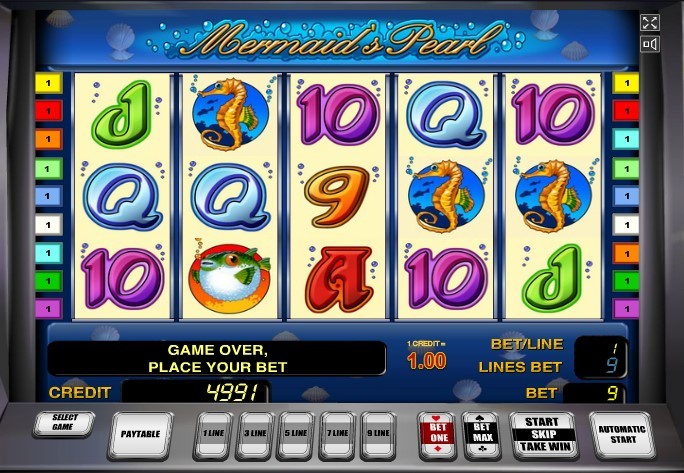 Mermaid's Pearl
1 J 10 Q 10 1
1 1
1 1
1 1
1 Q Q 9 1
1 1
1 10 A 10 J 1
1 1
1 1
GAME OVER,
PLACE YOUR BET
1 CREDIT =
1.00
BET/LINE 1
LINES BET 9
CREDIT 4991
BET 9
SELECT
GAME
PAYTABLE
1 LINE
3 LINE
5 LINE
7 LINE
9 LINE
BET
ONE
BET
MAX
START
SKIP
TAKE WIN
AUTOMATIC
START